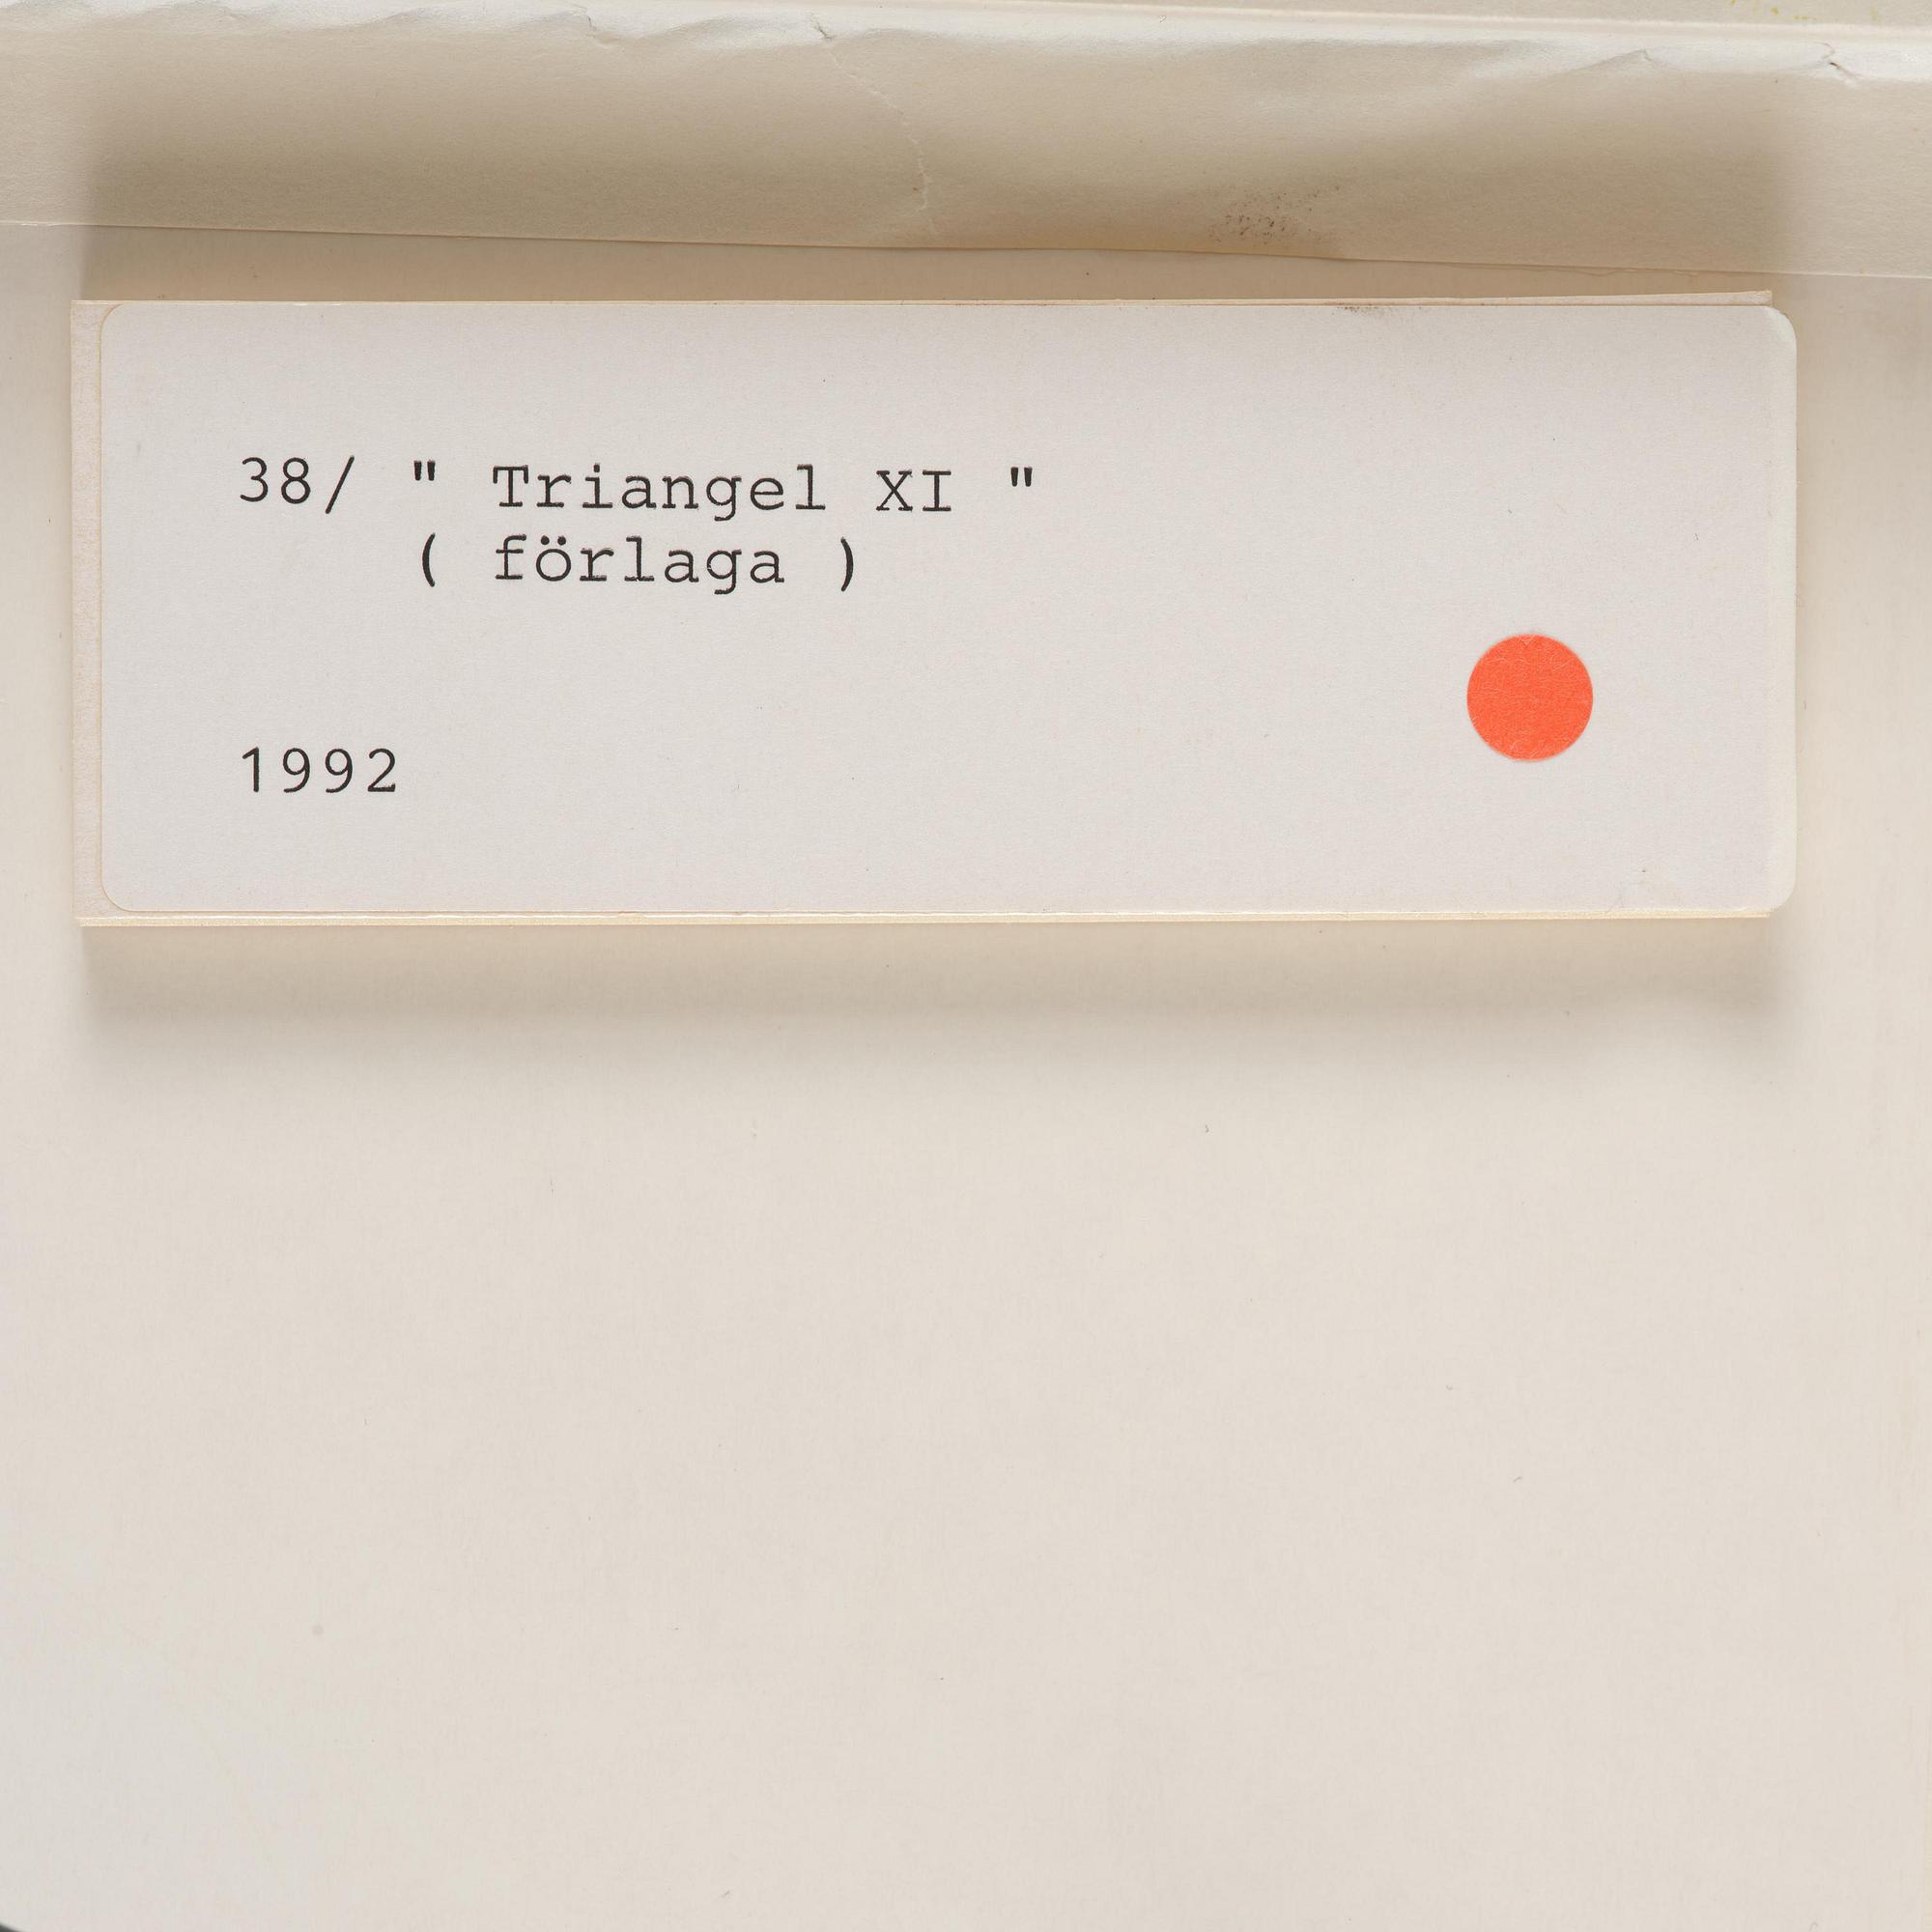 38/ " Triangel XI "
( förlaga )
1992